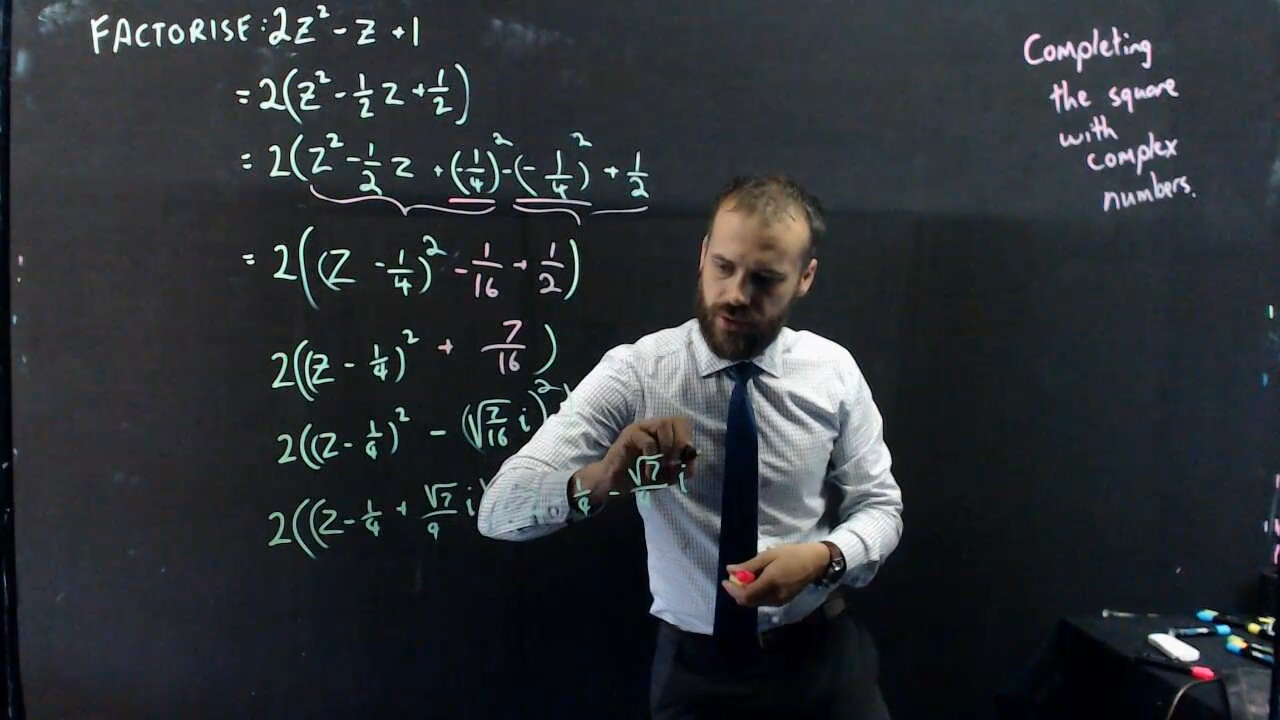 FACTORISE: 2z² - z + 1
= 2(z² - 1/2 z + 1/2)
= 2(z² - 1/2 z + (-1/4)² - (-1/4)² + 1/2
= 2((z - 1/4)² - 1/16 + 1/2)
2((z - 1/4)² + 7/16)
2((z - 1/4)² - (√7/16 i)²)
2((z - 1/4 + √7/4 i) 1/4 - √7/4 i
Completing
the square
with
complex
numbers.